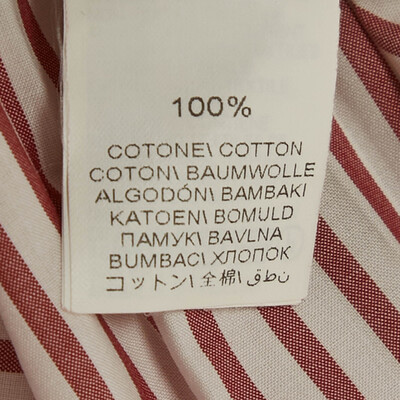 100%
COTONE\ COTTON
COTON\ BAUMWOLLE
ALGODÓN\ BAMBAKI
KATOEN\ BOMULD
ПАМУК\ BAVLNA
BUMBAC\ ХЛОПОК
コットン\ 全棉\ قطن